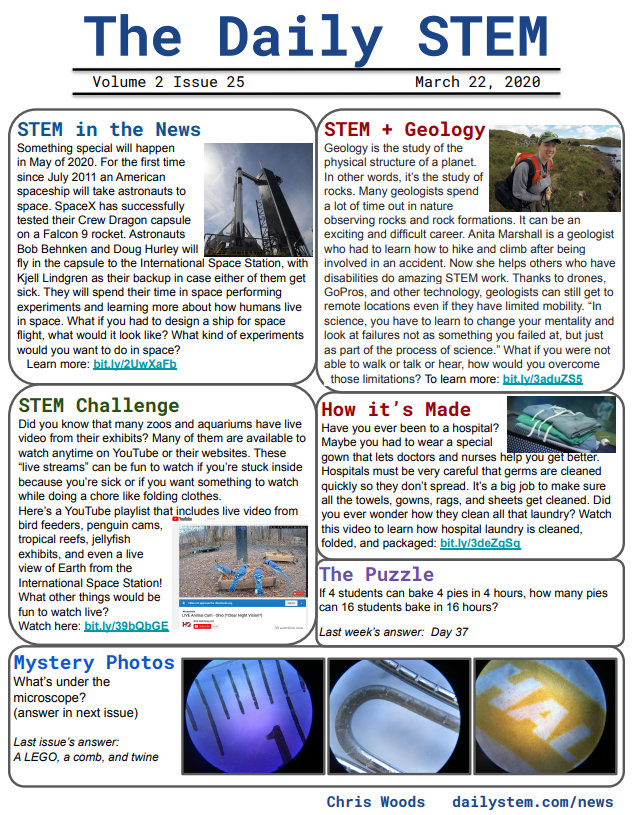 The Daily STEM
Volume 2 Issue 25
March 22, 2020
STEM in the News
Something special will happen
in May of 2020. For the first time
since July 2011 an American
spaceship will take astronauts to
space. SpaceX has successfully
tested their Crew Dragon capsule
on a Falcon 9 rocket. Astronauts
Bob Behnken and Doug Hurley will
fly in the capsule to the International Space Station, with
Kjell Lindgren as their backup in case either of them get
sick. They will spend their time in space performing
experiments and learning more about how humans live
in space. What if you had to design a ship for space
flight, what would it look like? What kind of experiments
would you want to do in space?
Learn more: bit.ly/2UwXaFb
STEM + Geology
Geology is the study of the
physical structure of a planet.
In other words, it's the study of
rocks. Many geologists spend
a lot of time out in nature
observing rocks and rock formations. It can be an
exciting and difficult career. Anita Marshall is a geologist
who had to learn how to hike and climb after being
involved in an accident. Now she helps others who have
disabilities do amazing STEM work. Thanks to drones,
GoPros, and other technology, geologists can still get to
remote locations even if they have limited mobility. "In
science, you have to learn to change your mentality and
look at failures not as something you failed at, but just
as part of the process of science." What if you were not
able to walk or talk or hear, how would you overcome
those limitations? To learn more: bit.ly/3aduZS5
STEM Challenge
Did you know that many zoos and aquariums have live
video from their exhibits? Many of them are available to
watch anytime on YouTube or their websites. These
"live streams" can be fun to watch if you're stuck inside
because you're sick or if you want something to watch
while doing a chore like folding clothes.
Here's a YouTube playlist that includes live video from
bird feeders, penguin cams,
tropical reefs, jellyfish
exhibits, and even a live
view of Earth from the
International Space Station!
What other things would be
fun to watch live?
Watch here: bit.ly/39bQbGE
YouTube
LIVE Animal Cam - Ohio (*Clear Night Vision*)
How it's Made
Have you ever been to a hospital?
Maybe you had to wear a special
gown that lets doctors and nurses help you get better.
Hospitals must be very careful that germs are cleaned
quickly so they don't spread. It's a big job to make sure
all the towels, gowns, rags, and sheets get cleaned. Did
you ever wonder how they clean all that laundry? Watch
this video to learn how hospital laundry is cleaned,
folded, and packaged: bit.ly/3deZgSq
The Puzzle
If 4 students can bake 4 pies in 4 hours, how many pies
can 16 students bake in 16 hours?
Last week's answer: Day 37
Mystery Photos
What's under the
microscope?
(answer in next issue)
Last issue's answer:
A LEGO, a comb, and twine
1
HAL
Chris Woods
dailystem.com/news